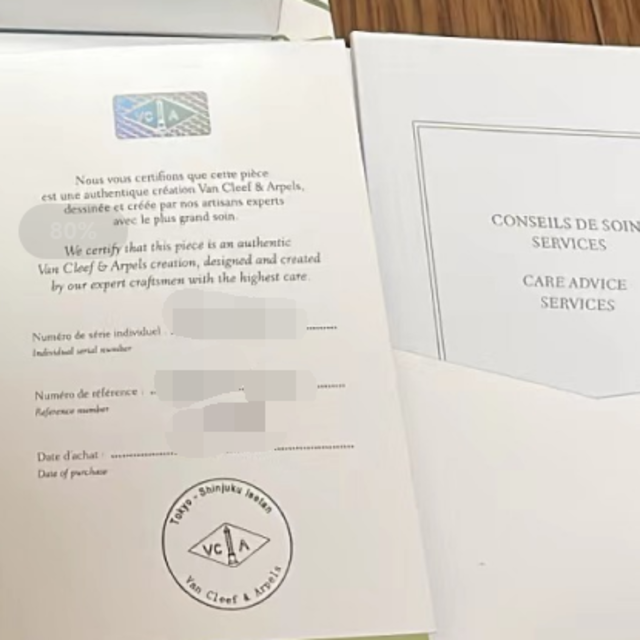 VCA
Nous vous certifions que cette pièce
est une authentique création Van Cleef & Arpels,
dessinée et créée par nos artisans experts
avec le plus grand soin.
80%
We certify that this piece is an authentic
Van Cleef & Arpels creation, designed and created
by our expert craftsmen with the highest care.
Numéro de série individuel :
Individual serial number
Numéro de référence :
Reference number
Date d'achat :
Date of purchase
Tokyo - Shinjuku Isetan
VCA
Van Cleef & Arpels
CONSEILS DE SOIN
SERVICES
CARE ADVICE
SERVICES